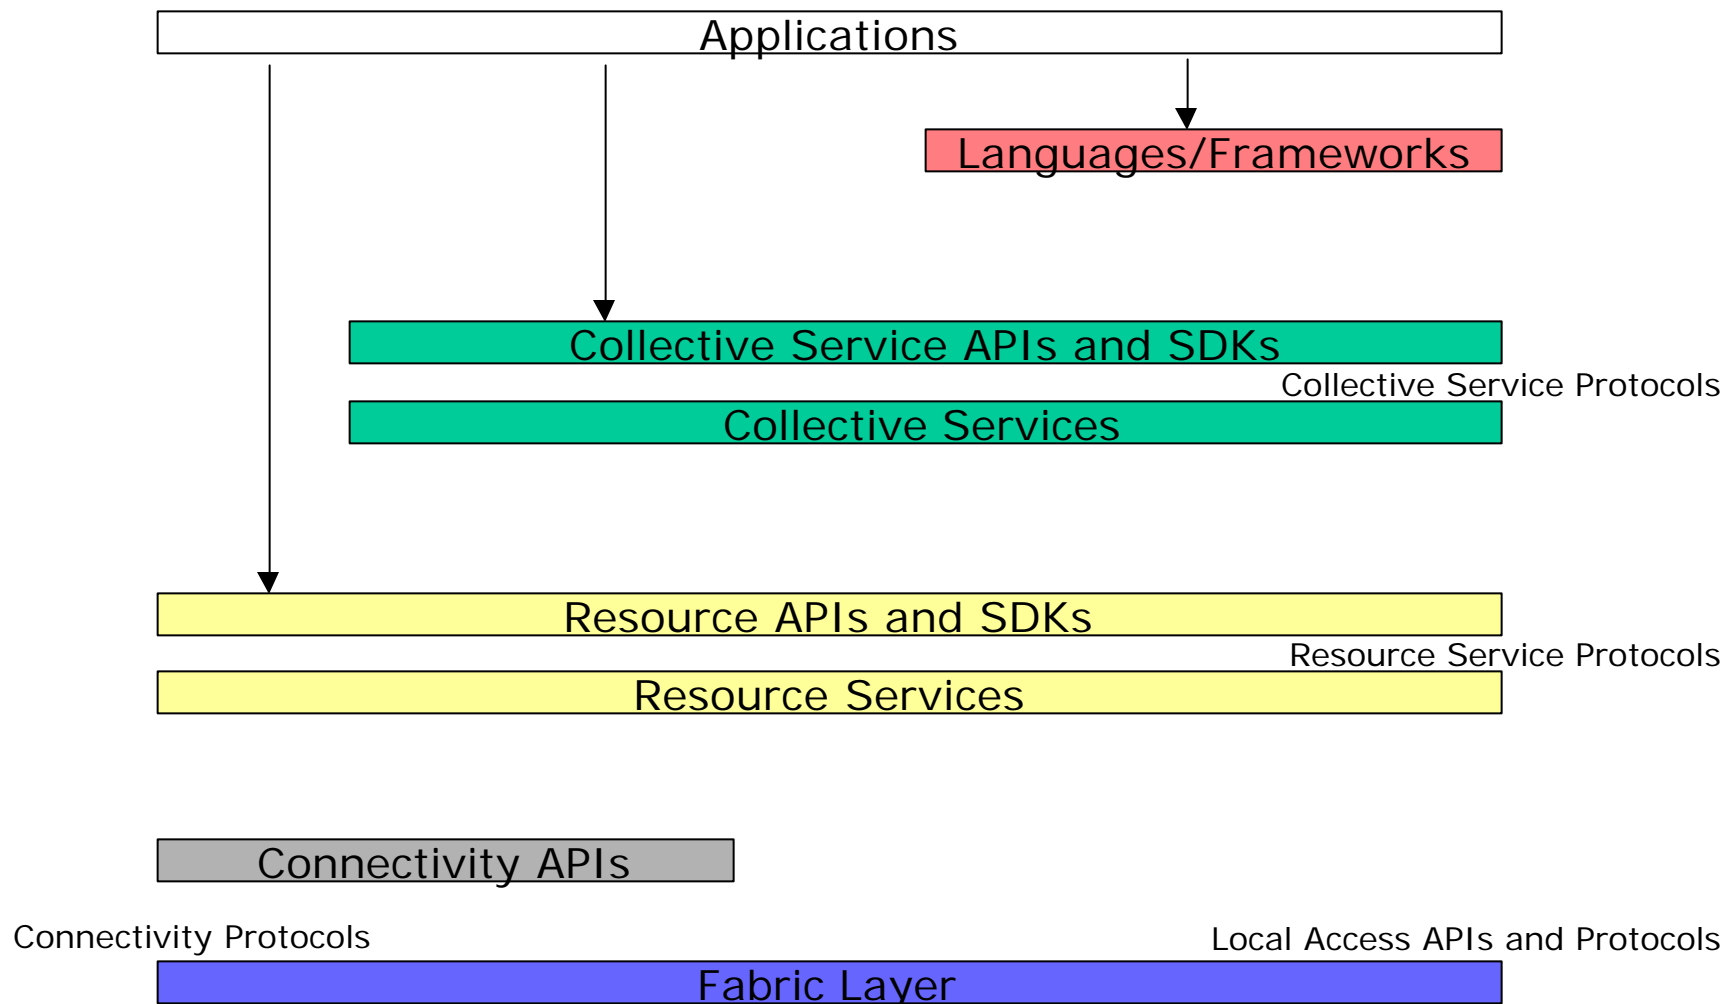 Applications
Languages/Frameworks
Collective Service APIs and SDKs
Collective Service Protocols
Collective Services
Resource APIs and SDKs
Resource Service Protocols
Resource Services
Connectivity APIs
Connectivity Protocols
Local Access APIs and Protocols
Fabric Layer